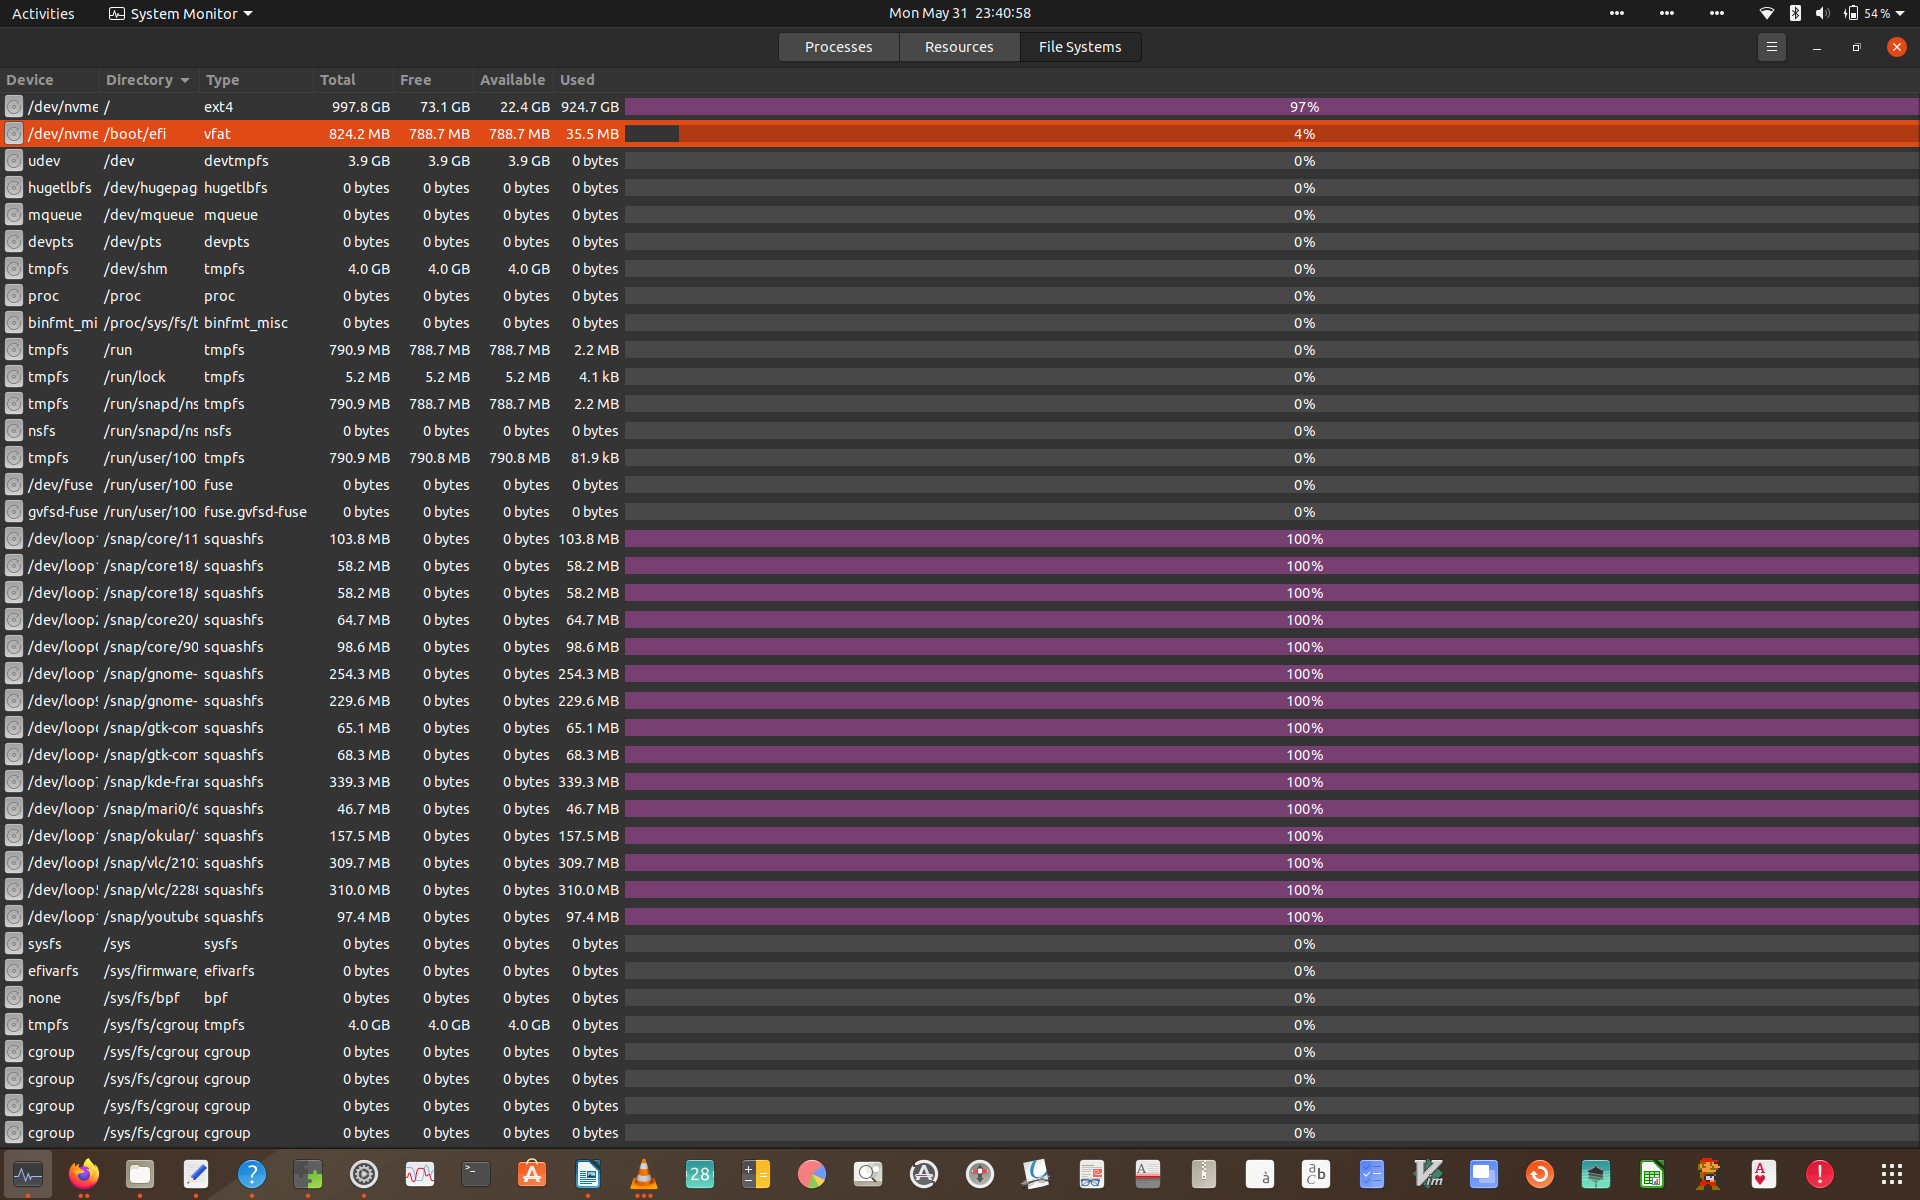 Activities System Monitor Mon May 31 23:40:58 54 %
Processes Resources File Systems
Device Directory Type Total Free Available Used
/dev/nvme / ext4 997.8 GB 73.1 GB 22.4 GB 924.7 GB 97%
/dev/nvme /boot/efi vfat 824.2 MB 788.7 MB 788.7 MB 35.5 MB 4%
udev /dev devtmpfs 3.9 GB 3.9 GB 3.9 GB 0 bytes 0%
hugetlbfs /dev/hugepag hugetlbfs 0 bytes 0 bytes 0 bytes 0 bytes 0%
mqueue /dev/mqueue mqueue 0 bytes 0 bytes 0 bytes 0 bytes 0%
devpts /dev/pts devpts 0 bytes 0 bytes 0 bytes 0 bytes 0%
tmpfs /dev/shm tmpfs 4.0 GB 4.0 GB 4.0 GB 0 bytes 0%
proc /proc proc 0 bytes 0 bytes 0 bytes 0 bytes 0%
binfmt_mi /proc/sys/fs/b binfmt_misc 0 bytes 0 bytes 0 bytes 0 bytes 0%
tmpfs /run tmpfs 790.9 MB 788.7 MB 788.7 MB 2.2 MB 0%
tmpfs /run/lock tmpfs 5.2 MB 5.2 MB 5.2 MB 4.1 kB 0%
tmpfs /run/snapd/ns tmpfs 790.9 MB 788.7 MB 788.7 MB 2.2 MB 0%
nsfs /run/snapd/ns nsfs 0 bytes 0 bytes 0 bytes 0 bytes 0%
tmpfs /run/user/100 tmpfs 790.9 MB 790.8 MB 790.8 MB 81.9 kB 0%
/dev/fuse /run/user/100 fuse 0 bytes 0 bytes 0 bytes 0 bytes 0%
gvfsd-fuse /run/user/100 fuse.gvfsd-fuse 0 bytes 0 bytes 0 bytes 0 bytes 0%
/dev/loop1 /snap/core/11 squashfs 103.8 MB 0 bytes 0 bytes 103.8 MB 100%
/dev/loop1 /snap/core18/ squashfs 58.2 MB 0 bytes 0 bytes 58.2 MB 100%
/dev/loop3 /snap/core18/ squashfs 58.2 MB 0 bytes 0 bytes 58.2 MB 100%
/dev/loop2 /snap/core20/ squashfs 64.7 MB 0 bytes 0 bytes 64.7 MB 100%
/dev/loop0 /snap/core/90 squashfs 98.6 MB 0 bytes 0 bytes 98.6 MB 100%
/dev/loop1 /snap/gnome- squashfs 254.3 MB 0 bytes 0 bytes 254.3 MB 100%
/dev/loop9 /snap/gnome- squashfs 229.6 MB 0 bytes 0 bytes 229.6 MB 100%
/dev/loop6 /snap/gtk-com squashfs 65.1 MB 0 bytes 0 bytes 65.1 MB 100%
/dev/loop4 /snap/gtk-com squashfs 68.3 MB 0 bytes 0 bytes 68.3 MB 100%
/dev/loop7 /snap/kde-frar squashfs 339.3 MB 0 bytes 0 bytes 339.3 MB 100%
/dev/loop1 /snap/mari0/6 squashfs 46.7 MB 0 bytes 0 bytes 46.7 MB 100%
/dev/loop1 /snap/okular/ squashfs 157.5 MB 0 bytes 0 bytes 157.5 MB 100%
/dev/loop8 /snap/vlc/2103 squashfs 309.7 MB 0 bytes 0 bytes 309.7 MB 100%
/dev/loop5 /snap/vlc/2288 squashfs 310.0 MB 0 bytes 0 bytes 310.0 MB 100%
/dev/loop1 /snap/youtube squashfs 97.4 MB 0 bytes 0 bytes 97.4 MB 100%
sysfs /sys sysfs 0 bytes 0 bytes 0 bytes 0 bytes 0%
efivarfs /sys/firmware/ efivarfs 0 bytes 0 bytes 0 bytes 0 bytes 0%
none /sys/fs/bpf bpf 0 bytes 0 bytes 0 bytes 0 bytes 0%
tmpfs /sys/fs/cgroup tmpfs 4.0 GB 4.0 GB 4.0 GB 0 bytes 0%
cgroup /sys/fs/cgroup cgroup 0 bytes 0 bytes 0 bytes 0 bytes 0%
cgroup /sys/fs/cgroup cgroup 0 bytes 0 bytes 0 bytes 0 bytes 0%
cgroup /sys/fs/cgroup cgroup 0 bytes 0 bytes 0 bytes 0 bytes 0%
cgroup /sys/fs/cgroup cgroup 0 bytes 0 bytes 0 bytes 0 bytes 0%
28